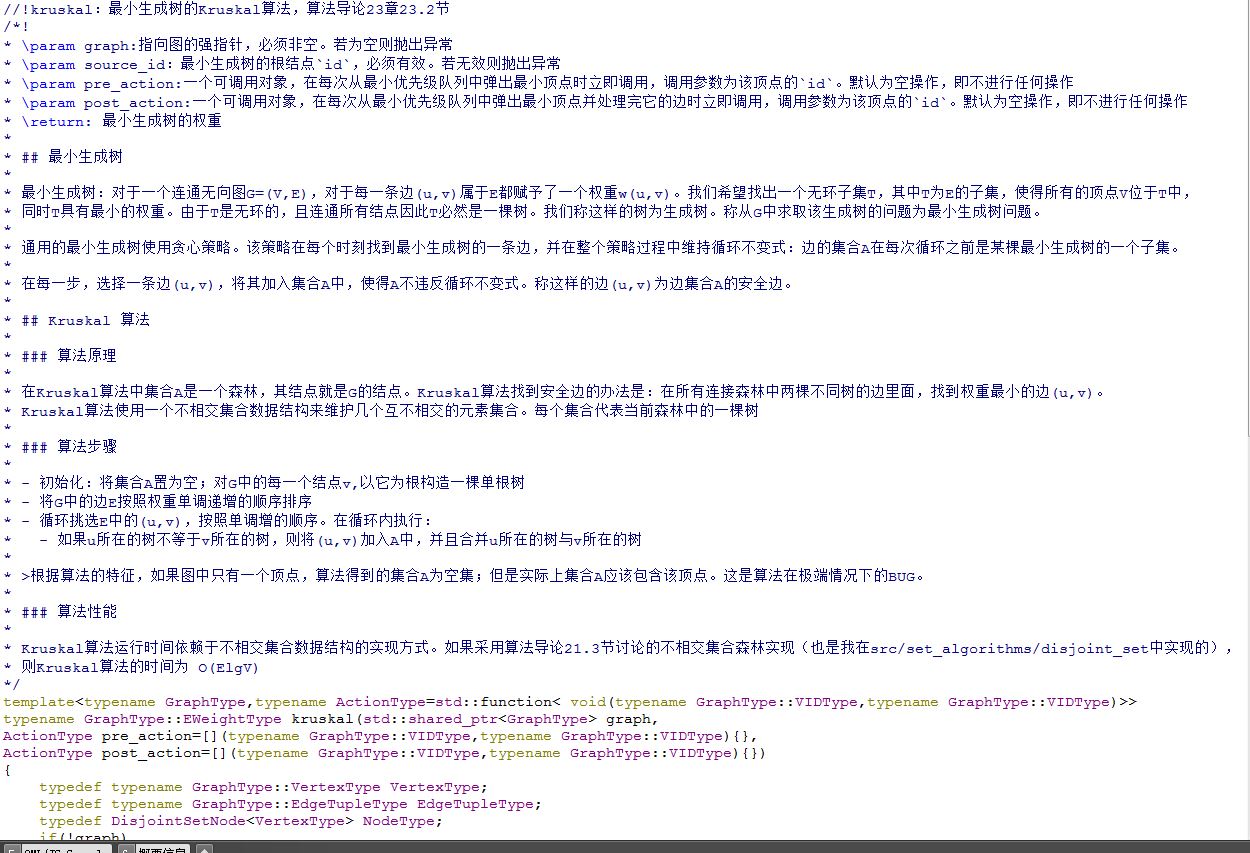 //!kruskal：最小生成树的Kruskal算法，算法导论23章23.2节
/*!
* \param graph:指向图的强指针，必须非空。若为空则抛出异常
* \param source_id：最小生成树的根结点`id`，必须有效。若无效则抛出异常
* \param pre_action:一个可调用对象，在每次从最小优先级队列中弹出最小顶点时立即调用，调用参数为该顶点的`id`。默认为空操作，即不进行任何操作
* \param post_action:一个可调用对象，在每次从最小优先级队列中弹出最小顶点并处理完它的边时立即调用，调用参数为该顶点的`id`。默认为空操作，即不进行任何操作
* \return: 最小生成树的权重
*
* ## 最小生成树
*
* 最小生成树：对于一个连通无向图G=(V,E)，对于每一条边(u,v)属于E都赋予了一个权重w(u,v)。我们希望找出一个无环子集T，其中T为E的子集，使得所有的顶点V位于T中，
* 同时T具有最小的权重。由于T是无环的，且连通所有结点因此T必然是一棵树。我们称这样的树为生成树。称从G中求取该生成树的问题为最小生成树问题。
*
* 通用的最小生成树使用贪心策略。该策略在每个时刻找到最小生成树的一条边，并在整个策略过程中维持循环不变式：边的集合A在每次循环之前是某棵最小生成树的一个子集。
*
* 在每一步，选择一条边(u,v)，将其加入集合A中，使得A不违反循环不变式。称这样的边(u,v)为边集合A的安全边。
*
* ## Kruskal 算法
*
* ### 算法原理
*
* 在Kruskal算法中集合A是一个森林，其结点就是G的结点。Kruskal算法找到安全边的办法是：在所有连接森林中两棵不同树的边里面，找到权重最小的边(u,v)。
* Kruskal算法使用一个不相交集合数据结构来维护几个互不相交的元素集合。每个集合代表当前森林中的一棵树
*
* ### 算法步骤
*
* - 初始化：将集合A置为空；对G中的每一个结点v,以它为根构造一棵单根树
* - 将G中的边E按照权重单调递增的顺序排序
* - 循环挑选E中的(u,v)，按照单调增的顺序。在循环内执行：
*   - 如果u所在的树不等于v所在的树，则将(u,v)加入A中，并且合并u所在的树与v所在的树
*
* >根据算法的特征，如果图中只有一个顶点，算法得到的集合A为空集；但是实际上集合A应该包含该顶点。这是算法在极端情况下的BUG。
*
* ### 算法性能
*
* Kruskal算法运行时间依赖于不相交集合数据结构的实现方式。如果采用算法导论21.3节讨论的不相交集合森林实现（也是我在src/set_algorithms/disjoint_set中实现的），
* 则Kruskal算法的时间为 O(ElgV)
*/
template<typename GraphType,typename ActionType=std::function< void(typename GraphType::VIDType,typename GraphType::VIDType)>>
typename GraphType::EWeightType kruskal(std::shared_ptr<GraphType> graph,
ActionType pre_action=[](typename GraphType::VIDType,typename GraphType::VIDType){},
ActionType post_action=[](typename GraphType::VIDType,typename GraphType::VIDType){})
{
    typedef typename GraphType::VertexType VertexType;
    typedef typename GraphType::EdgeTupleType EdgeTupleType;
    typedef DisjointSetNode<VertexType> NodeType;
    if(!graph)
概要信息